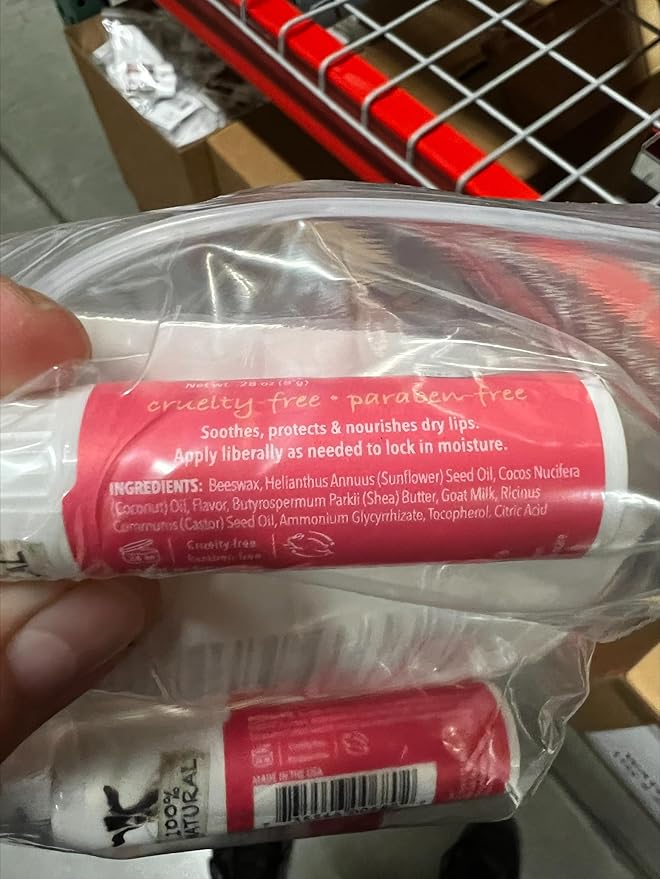 Net wt. .28 oz (8 g)
cruelty-free • paraben-free
Soothes, protects & nourishes dry lips.
Apply liberally as needed to lock in moisture.
INGREDIENTS: Beeswax, Helianthus Annuus (Sunflower) Seed Oil, Cocos Nucifera
(Coconut) Oil, Flavor, Butyrospermum Parkii (Shea) Butter, Goat Milk, Ricinus
Communis (Castor) Seed Oil, Ammonium Glycyrrhizate, Tocopherol, Citric Acid
Cruelty-free
Paraben-free
AL
MADE IN THE USA
100%
NATURAL